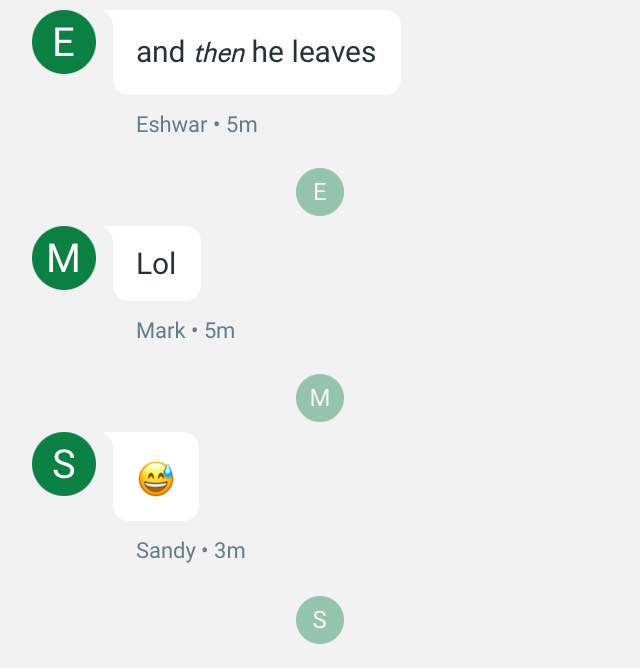 E
and then he leaves
Eshwar • 5m
E
M
Lol
Mark • 5m
M
S
😅
Sandy • 3m
S